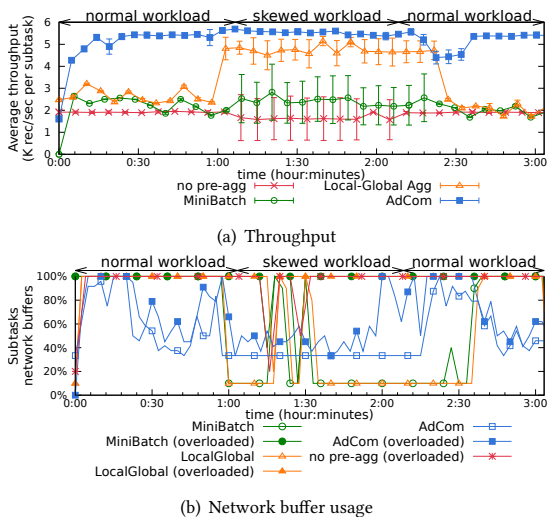 normal workload skewed workload normal workload
Average throughput
(K rec/sec per subtask)
6
5
4
3
2
1
0
0:00 0:30 1:00 1:30 2:00 2:30 3:00
time (hour:minutes)
no pre-agg Local-Global Agg
MiniBatch AdCom
(a) Throughput
normal workload skewed workload normal workload
Subtasks
network buffers
100%
80%
60%
40%
20%
0%
0:00 0:30 1:00 1:30 2:00 2:30 3:00
time (hour:minutes)
MiniBatch AdCom
MiniBatch (overloaded) AdCom (overloaded)
LocalGlobal no pre-agg (overloaded)
LocalGlobal (overloaded)
(b) Network buffer usage